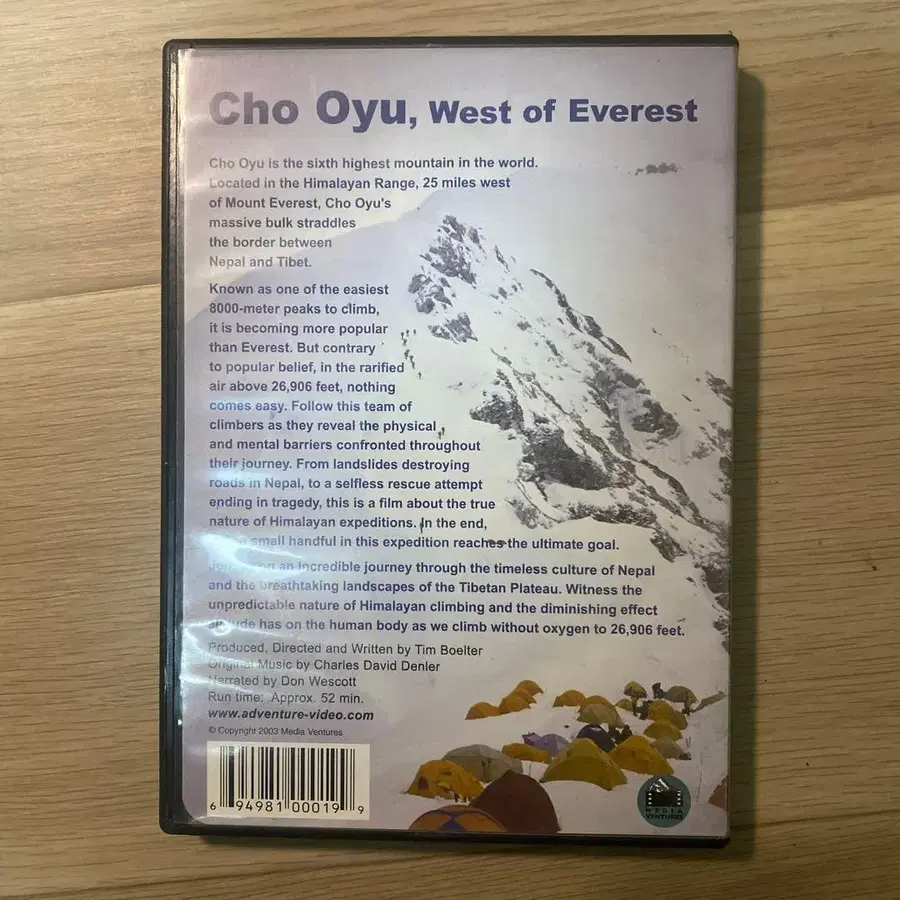 Cho Oyu, West of Everest
Cho Oyu is the sixth highest mountain in the world.
Located in the Himalayan Range, 25 miles west
of Mount Everest, Cho Oyu's
massive bulk straddles
the border between
Nepal and Tibet.
Known as one of the easiest
8000-meter peaks to climb,
it is becoming more popular
than Everest. But contrary
to popular belief, in the rarified
air above 26,906 feet, nothing
comes easy. Follow this team of
climbers as they reveal the physical
and mental barriers confronted throughout
their journey. From landslides destroying
roads in Nepal, to a selfless rescue attempt
ending in tragedy, this is a film about the true
nature of Himalayan expeditions. In the end,
a small handful in this expedition reaches the ultimate goal.
on an incredible journey through the timeless culture of Nepal
and the breathtaking landscapes of the Tibetan Plateau. Witness the
unpredictable nature of Himalayan climbing and the diminishing effect
altitude has on the human body as we climb without oxygen to 26,906 feet.
Produced, Directed and Written by Tim Boelter
Original Music by Charles David Denler
Narrated by Don Wescott
Run time: Approx. 52 min.
www.adventure-video.com
© Copyright 2003 Media Ventures
6 94981 00019 9
MEDIA
VENTURES